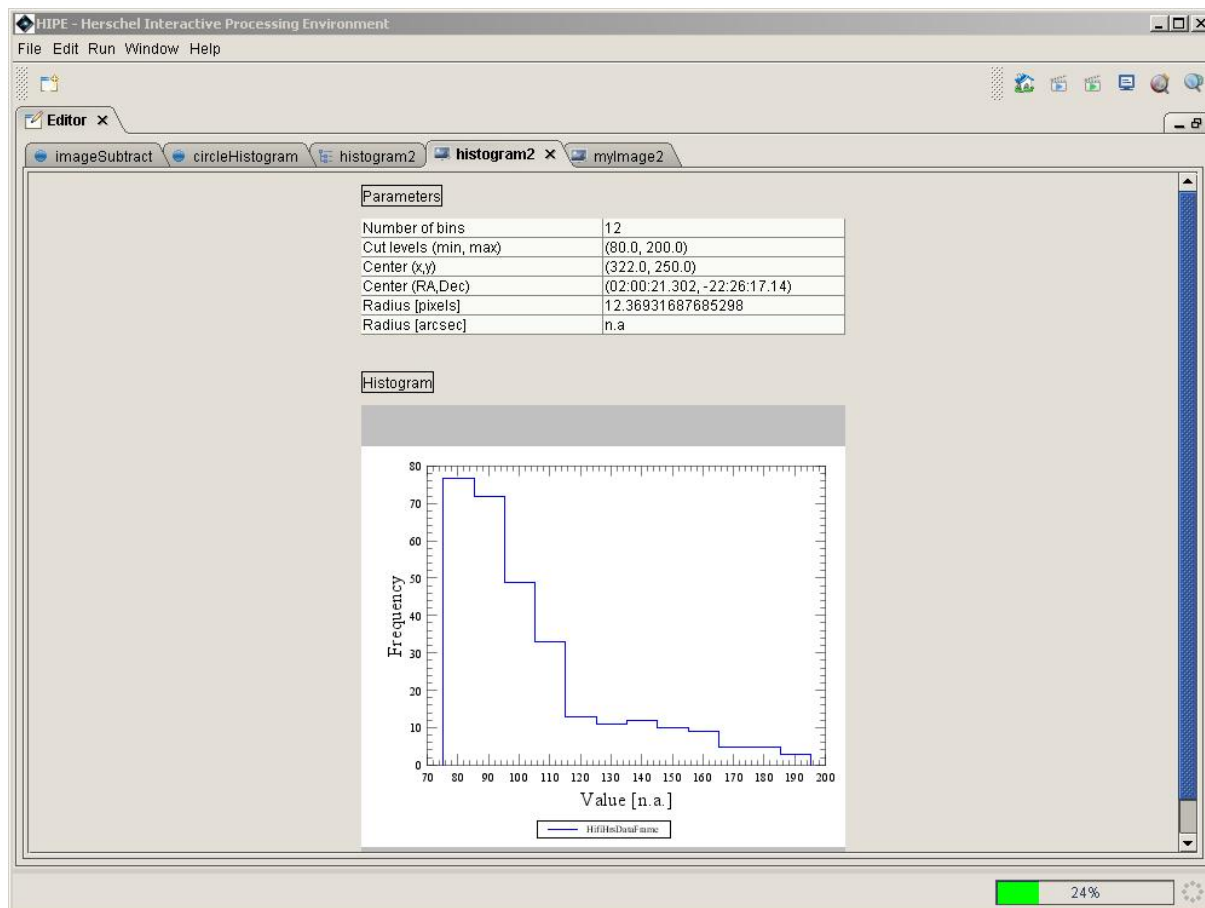 HIPE - Herschel Interactive Processing Environment
File Edit Run Window Help
Editor
imageSubtract circleHistogram histogram2 histogram2 myImage2
Parameters
Number of bins 12
Cut levels (min, max) (80.0, 200.0)
Center (x,y) (322.0, 250.0)
Center (RA,Dec) (02:00:21.302, -22:26:17.14)
Radius [pixels] 12.36931687685298
Radius [arcsec] n.a
Histogram
80
70
60
50
40
30
20
10
0
Frequency
70 80 90 100 110 120 130 140 150 160 170 180 190 200
Value [n.a.]
HifiHrsDataFrame
24%